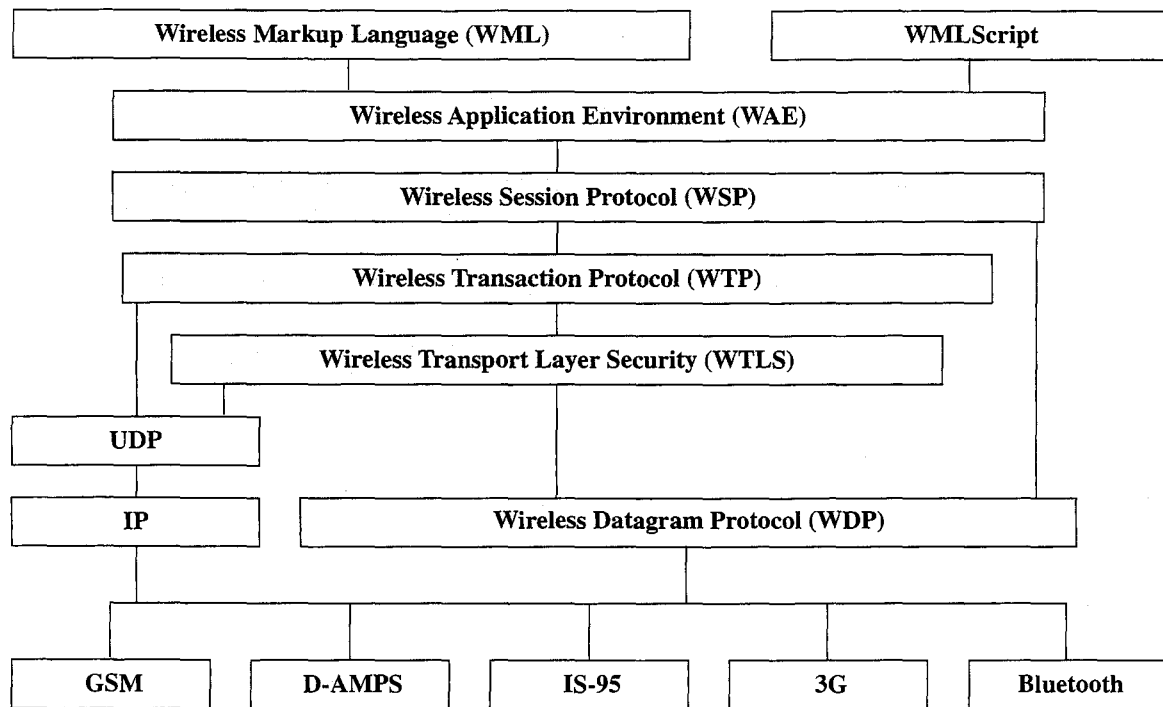 Wireless Markup Language (WML)
WMLScript
Wireless Application Environment (WAE)
Wireless Session Protocol (WSP)
Wireless Transaction Protocol (WTP)
Wireless Transport Layer Security (WTLS)
UDP
IP
Wireless Datagram Protocol (WDP)
GSM
D-AMPS
IS-95
3G
Bluetooth